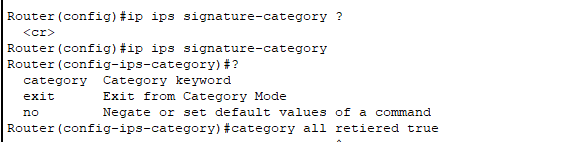 Router(config)#ip ips signature-category ?
  <cr>
Router(config)#ip ips signature-category
Router(config-ips-category)#?
  category  Category keyword
  exit      Exit from Category Mode
  no        Negate or set default values of a command
Router(config-ips-category)#category all retiered true
                                         ^